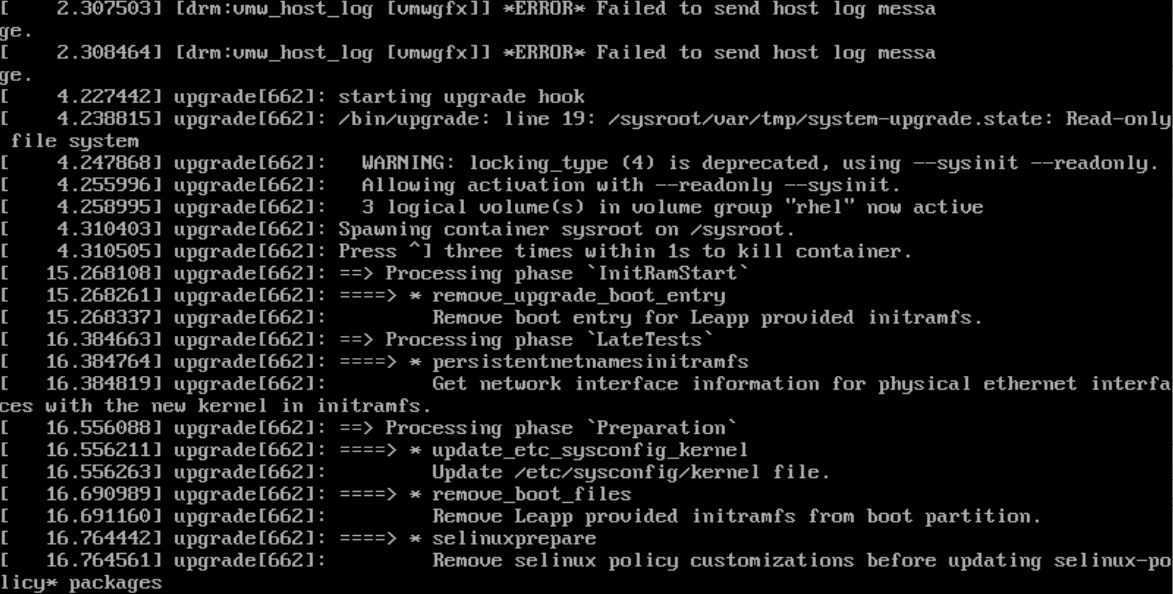 [    2.307503] [drm:vmw_host_log [vmwgfx]] *ERROR* Failed to send host log messa
ge.
[    2.308464] [drm:vmw_host_log [vmwgfx]] *ERROR* Failed to send host log messa
ge.
[    4.227442] upgrade[662]: starting upgrade hook
[    4.238815] upgrade[662]: /bin/upgrade: line 19: /sysroot/var/tmp/system-upgrade.state: Read-only
 file system
[    4.247868] upgrade[662]:   WARNING: locking_type (4) is deprecated, using --sysinit --readonly.
[    4.255996] upgrade[662]:   Allowing activation with --readonly --sysinit.
[    4.258995] upgrade[662]:   3 logical volume(s) in volume group "rhel" now active
[    4.310403] upgrade[662]: Spawning container sysroot on /sysroot.
[    4.310505] upgrade[662]: Press ^] three times within 1s to kill container.
[   15.268108] upgrade[662]: ==> Processing phase `InitRamStart`
[   15.268261] upgrade[662]: ====> * remove_upgrade_boot_entry
[   15.268337] upgrade[662]:         Remove boot entry for Leapp provided initramfs.
[   16.384663] upgrade[662]: ==> Processing phase `LateTests`
[   16.384764] upgrade[662]: ====> * persistentnetnamesinitramfs
[   16.384819] upgrade[662]:         Get network interface information for physical ethernet interfa
ces with the new kernel in initramfs.
[   16.556088] upgrade[662]: ==> Processing phase `Preparation`
[   16.556211] upgrade[662]: ====> * update_etc_sysconfig_kernel
[   16.556263] upgrade[662]:         Update /etc/sysconfig/kernel file.
[   16.690989] upgrade[662]: ====> * remove_boot_files
[   16.691160] upgrade[662]:         Remove Leapp provided initramfs from boot partition.
[   16.764442] upgrade[662]: ====> * selinuxprepare
[   16.764561] upgrade[662]:         Remove selinux policy customizations before updating selinux-po
licy* packages